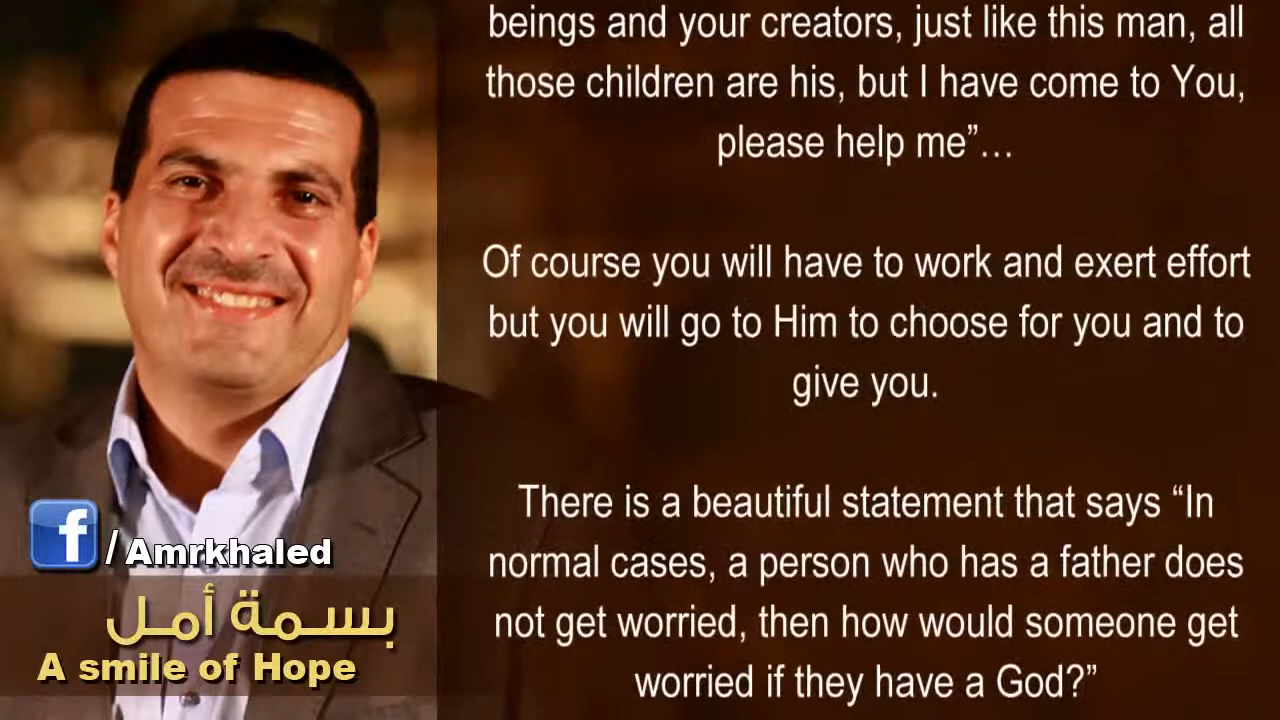 beings and your creators, just like this man, all
those children are his, but I have come to You,
please help me”…
Of course you will have to work and exert effort
but you will go to Him to choose for you and to
give you.
There is a beautiful statement that says “In
normal cases, a person who has a father does
not get worried, then how would someone get
worried if they have a God?”
f / Amrkhaled
بسمة أمل
A smile of Hope